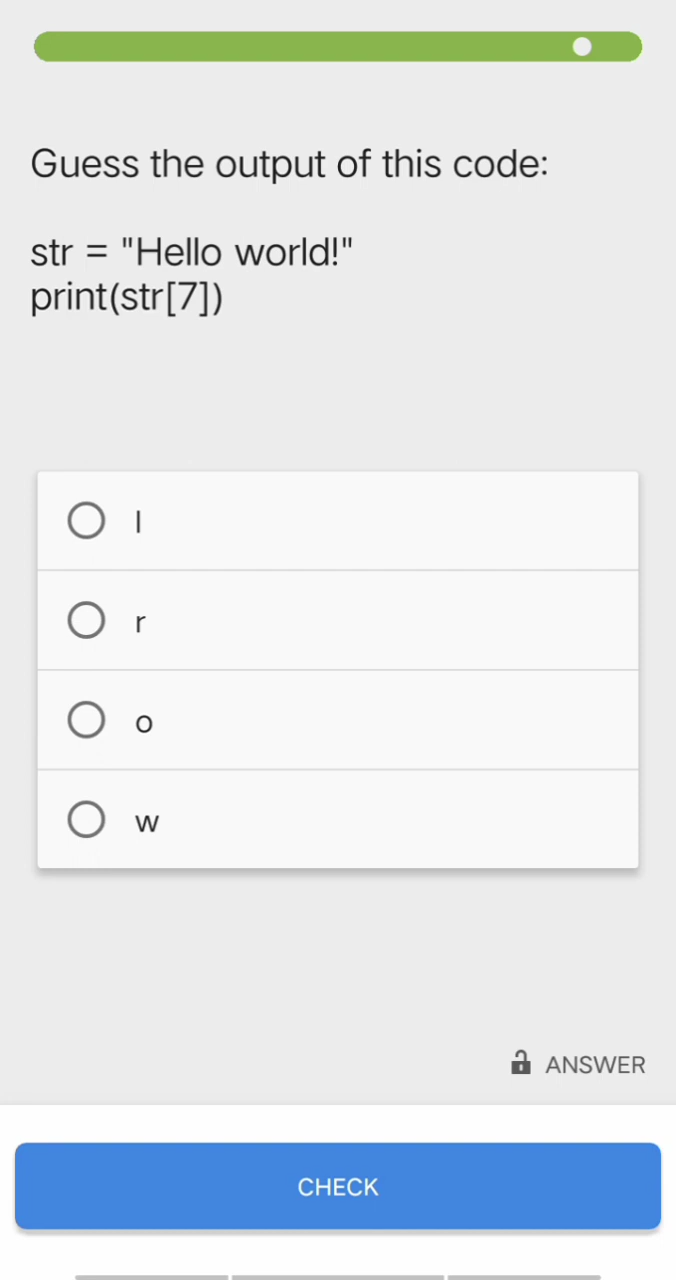 Guess the output of this code:
str = "Hello world!"
print(str[7])
l
r
o
w
ANSWER
CHECK